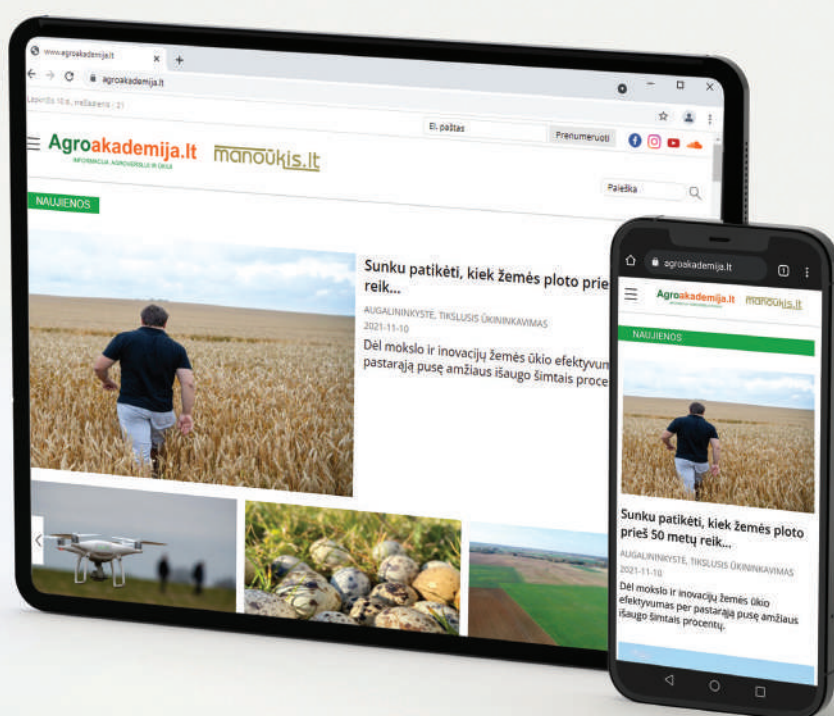 www.agroakademija.lt
agroakademija.lt
El. paštas
Prenumeruoti
Agroakademija.lt
manoūkis.lt
Paieška
NAUJIENOS
Sunku patikėti, kiek žemės ploto prie
reik...
AUGALININKYSTĖ, TIKSLUSIS ŪKININKAVIMAS
2021-11-10
Dėl mokslo ir inovacijų žemės ūkio efektyvum
pastarąją pusę amžiaus išaugo šimtais proce
agroakademija.lt
1
Agroakademija.lt
manoūkis.lt
NAUJIENOS
Sunku patikėti, kiek žemės ploto
prieš 50 metų reik...
AUGALININKYSTĖ, TIKSLUSIS ŪKININKAVIMAS
2021-11-10
Dėl mokslo ir inovacijų žemės ūkio
efektyvumas per pastarąją pusę amžiaus
išaugo šimtais procentų.